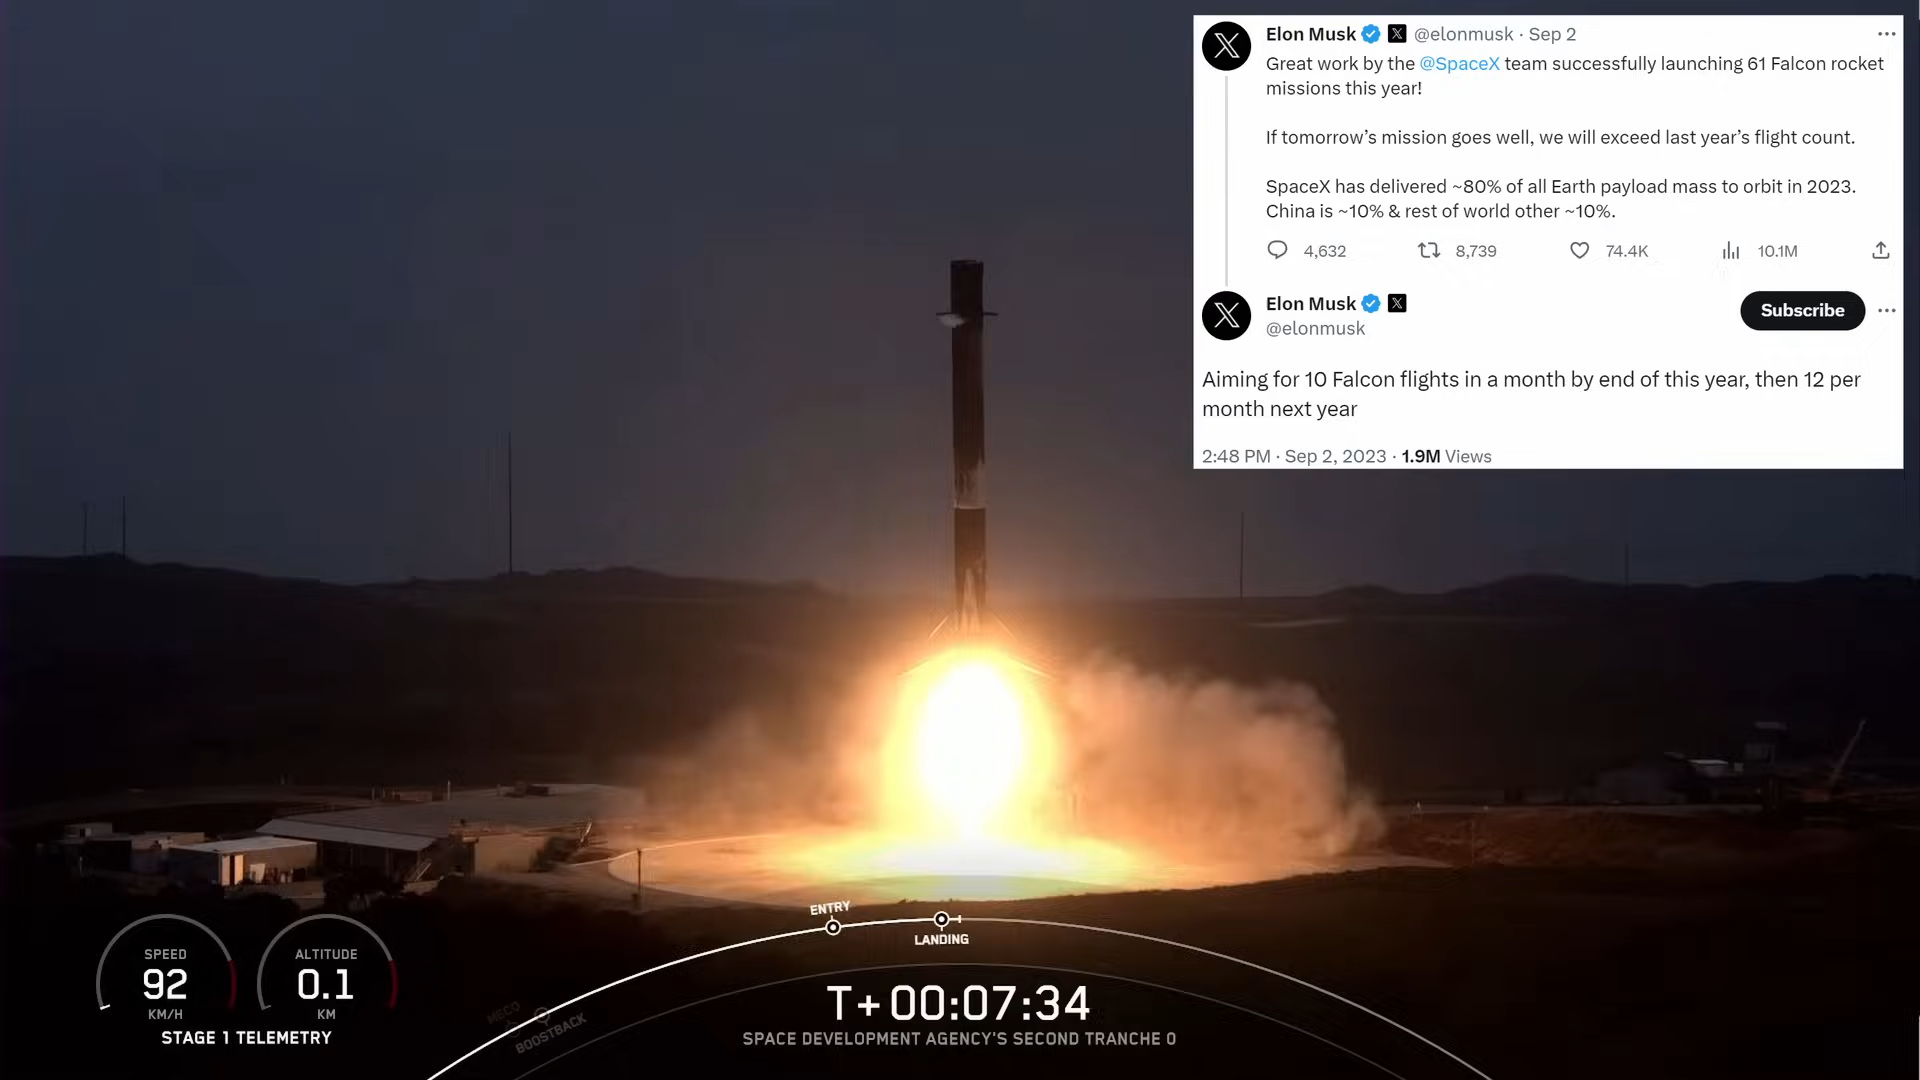 Elon Musk @elonmusk · Sep 2
Great work by the @SpaceX team successfully launching 61 Falcon rocket
missions this year!
If tomorrow’s mission goes well, we will exceed last year’s flight count.
SpaceX has delivered ~80% of all Earth payload mass to orbit in 2023.
China is ~10% & rest of world other ~10%.
4,632 8,739 74.4K 10.1M
Elon Musk
@elonmusk
Subscribe
Aiming for 10 Falcon flights in a month by end of this year, then 12 per
month next year
2:48 PM · Sep 2, 2023 · 1.9M Views
ENTRY
LANDING
MECO
BOOSTBACK
SPEED
92
KM/H
ALTITUDE
0.1
KM
STAGE 1 TELEMETRY
T+00:07:34
SPACE DEVELOPMENT AGENCY'S SECOND TRANCHE 0